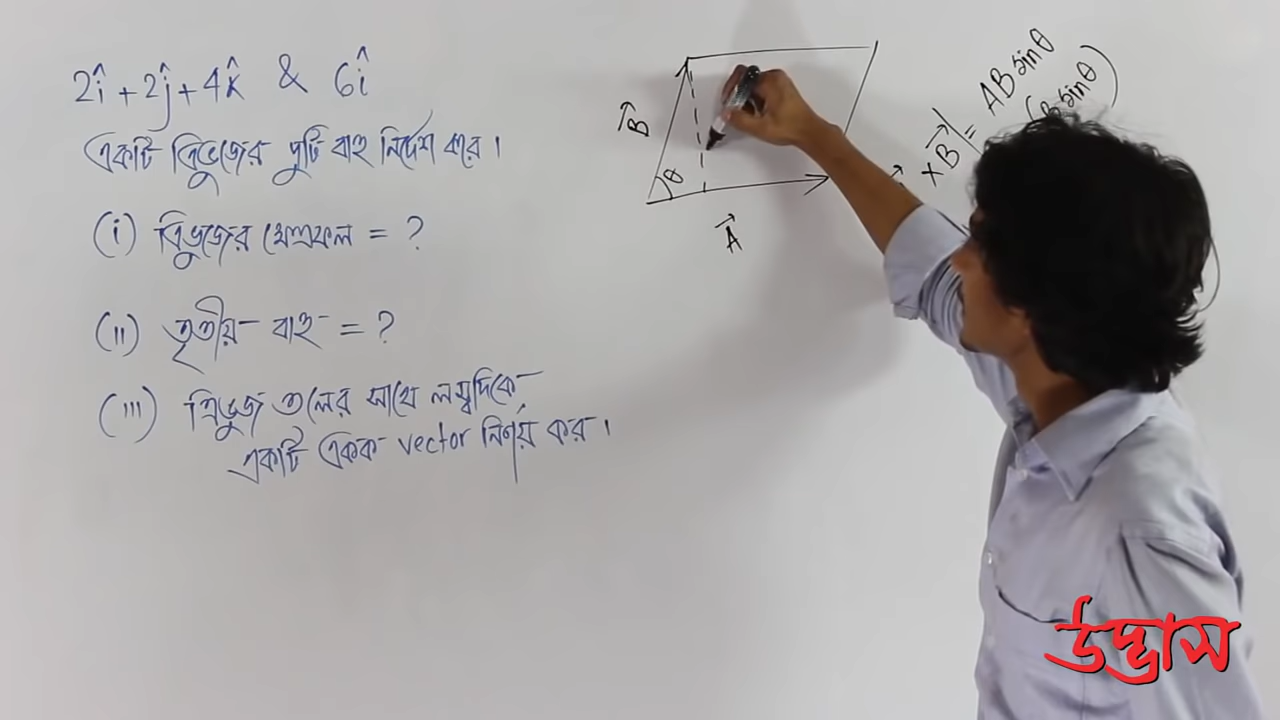 2î + 2ĵ + 4k̂ & 6î
একটি ত্রিভুজের দুটি বাহু নির্দেশ করে।
(i) ত্রিভুজের ক্ষেত্রফল = ?
(ii) তৃতীয় বাহু = ?
(iii) ত্রিভুজ তলের সাথে লম্বদিকে
একটি একক vector নির্ণয় কর।
B⃗
θ
A⃗
× B⃗| = AB sinθ
(B sinθ)
উদ্ভাস